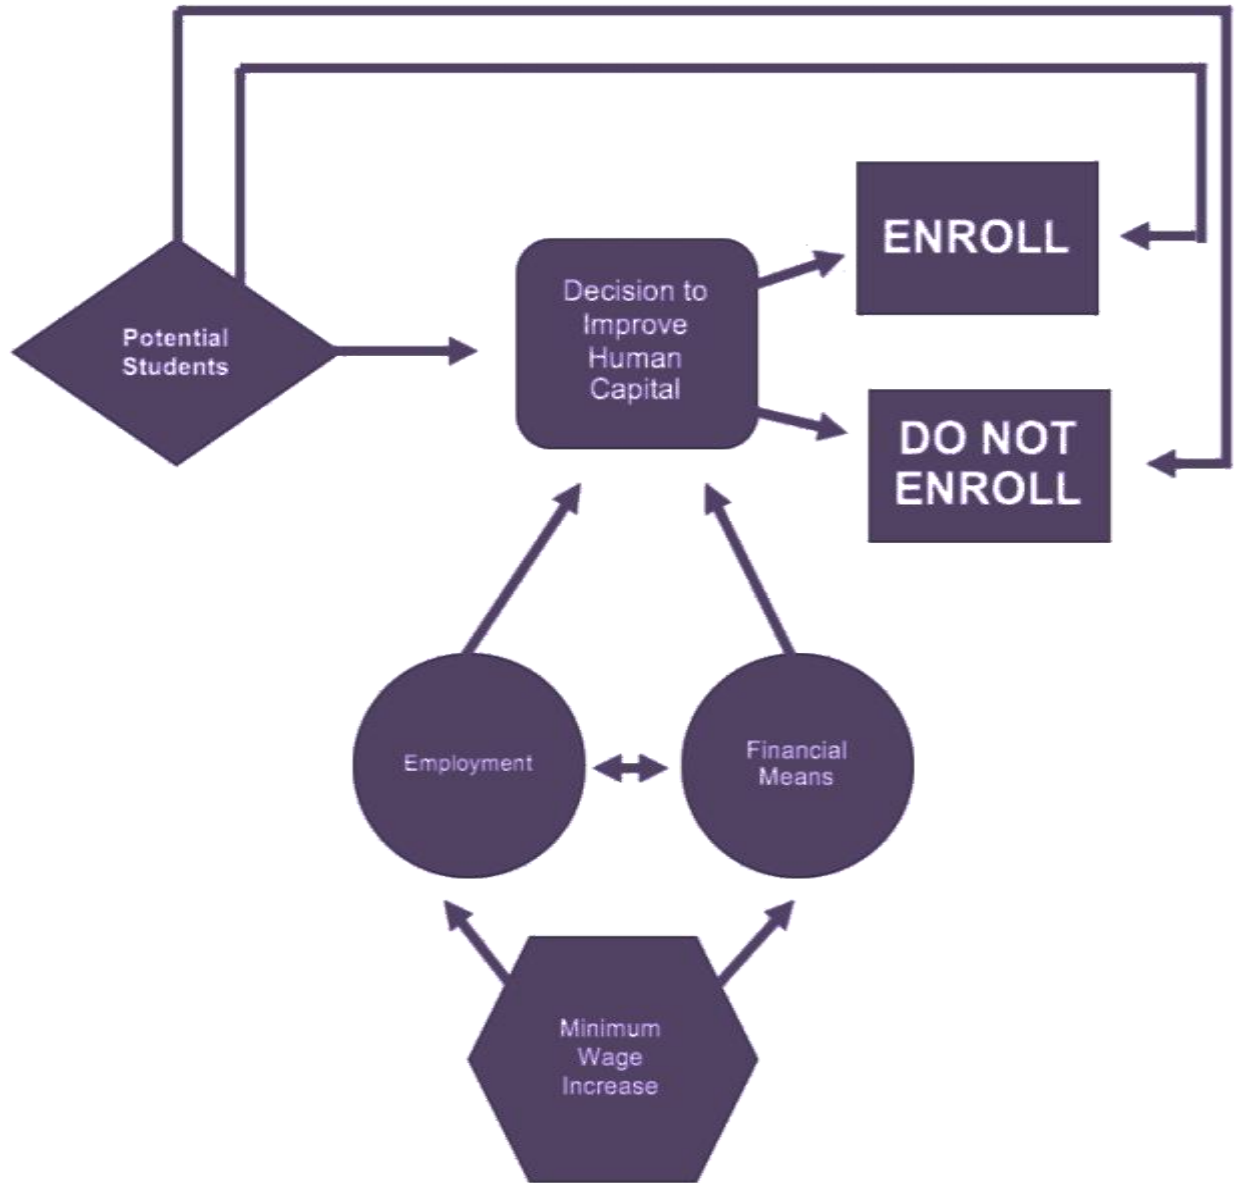 ENROLL
Decision to
Improve
Human
Capital
Potential
Students
DO NOT
ENROLL
Employment
Financial
Means
Minimum
Wage
Increase